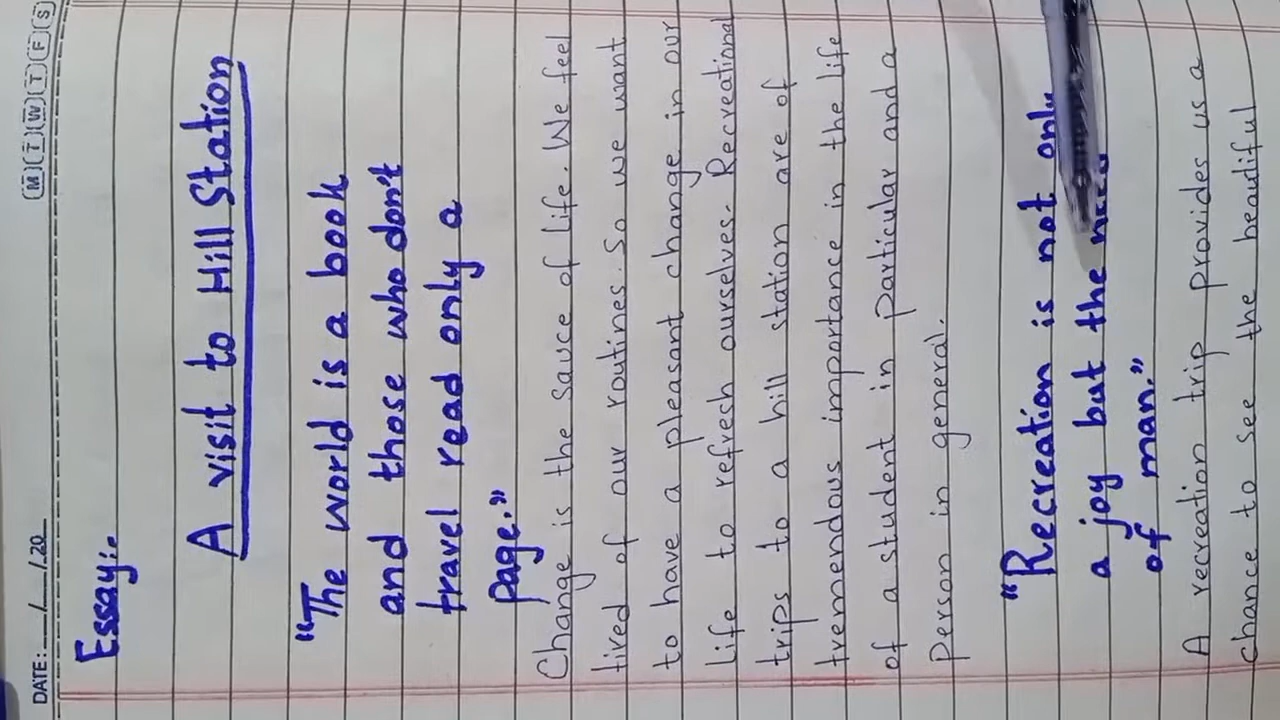 DATE: ___/___/20___
M T W T F S
Essay:-
A visit to Hill Station
"The world is a book
and those who don't
travel read only a
page."
Change is the sauce of life. We feel
tired of our routines. So we want
to have a pleasant change in our
life to refresh ourselves. Recreational
trips to a hill station are of
tremendous importance in the life
of a student in particular and a
person in general.
"Recreation is not only
a joy but the
of man."
A recreation trip provides us a
Chance to see the beautiful